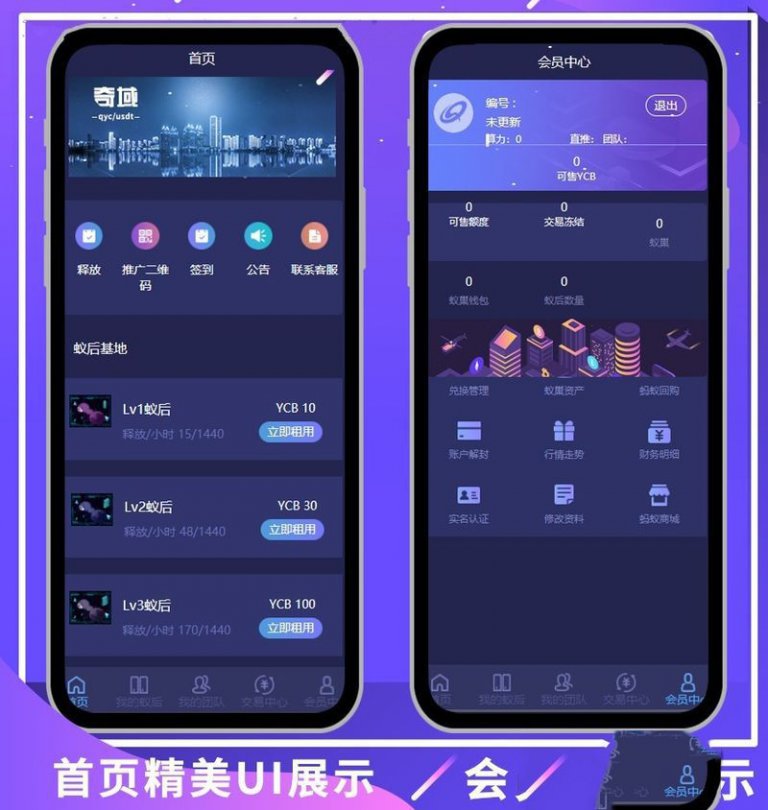 首页
奇域
-qyc/usdt-
释放
推广二维
码
签到
公告
联系客服
蚁后基地
Lv1蚁后
YCB 10
释放/小时 15/1440
立即租用
Lv2蚁后
YCB 30
释放/小时 48/1440
立即租用
Lv3蚁后
YCB 100
释放/小时 170/1440
立即租用
首页
我的蚁后
我的团队
交易中心
会员中
会员中心
编号：
未更新
算力：0
直推：
团队：
退出
0
可售YCB
0
可售额度
0
交易冻结
0
蚁巢
0
蚁巢钱包
0
蚁后数量
兑换管理
蚁巢资产
蚂蚁回购
账户解封
行情走势
财务明细
实名认证
修改资料
蚂蚁商城
首页
我的蚁后
我的团队
交易中心
会员中
首页精美UI展示
会
示
会员中